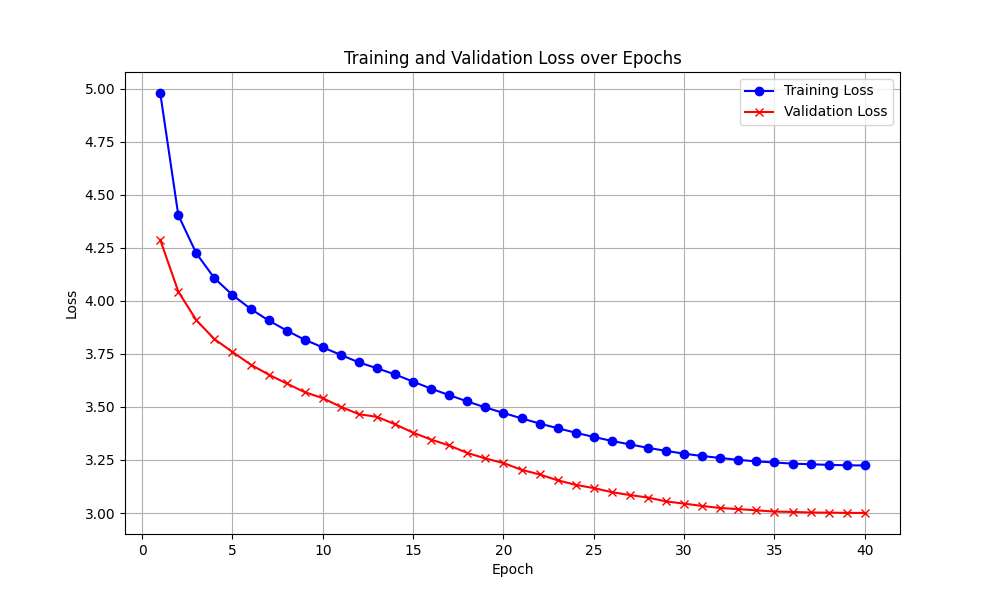 Training and Validation Loss over Epochs
Training Loss
Validation Loss
5.00
4.75
4.50
4.25
4.00
3.75
3.50
3.25
3.00
Loss
0 5 10 15 20 25 30 35 40
Epoch